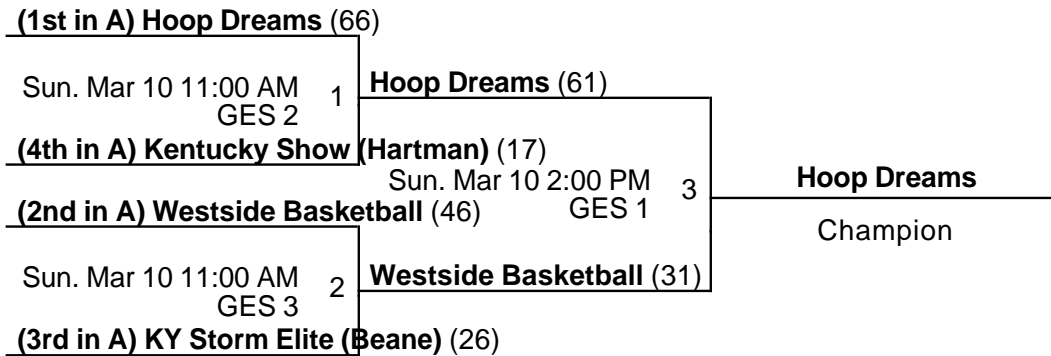 (1st in A) Hoop Dreams (66)
Sun. Mar 10 11:00 AM
GES 2
1
Hoop Dreams (61)
(4th in A) Kentucky Show (Hartman) (17)
Sun. Mar 10 2:00 PM
GES 1
3
Hoop Dreams
Champion
(2nd in A) Westside Basketball (46)
Sun. Mar 10 11:00 AM
GES 3
2
Westside Basketball (31)
(3rd in A) KY Storm Elite (Beane) (26)